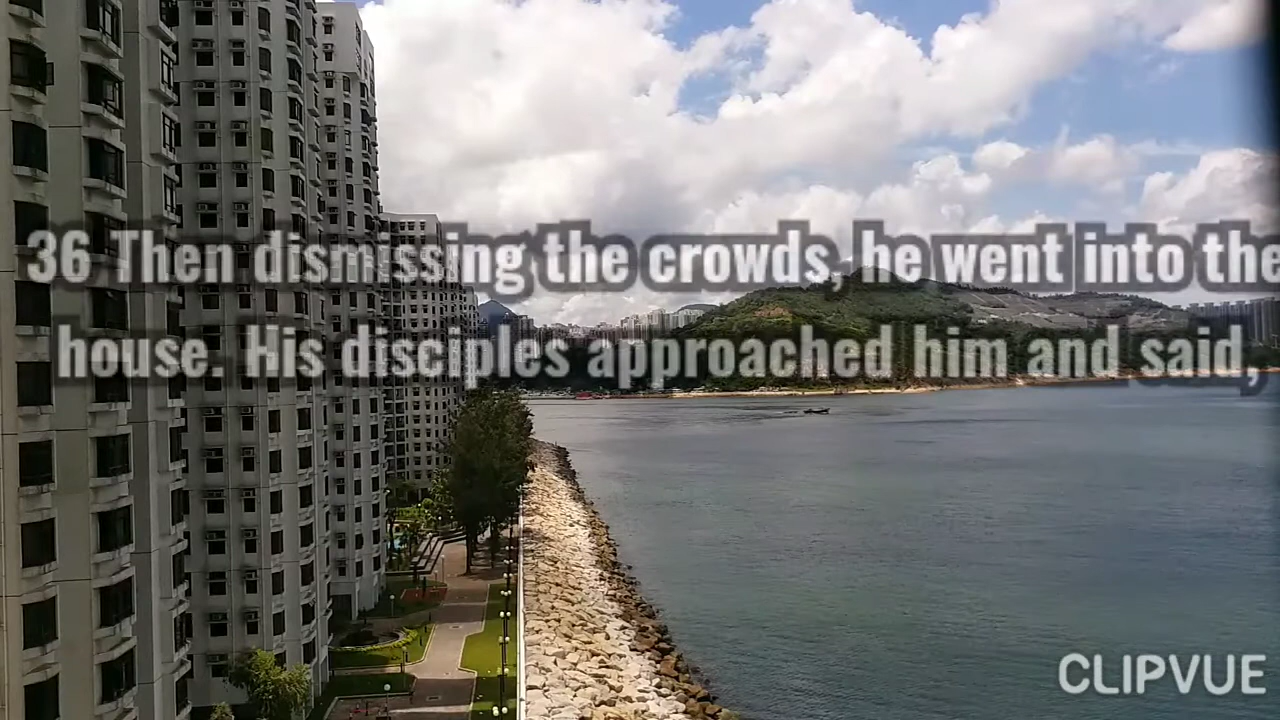 36 Then dismissing the crowds, he went into the
house. His disciples approached him and said,
CLIPVUE